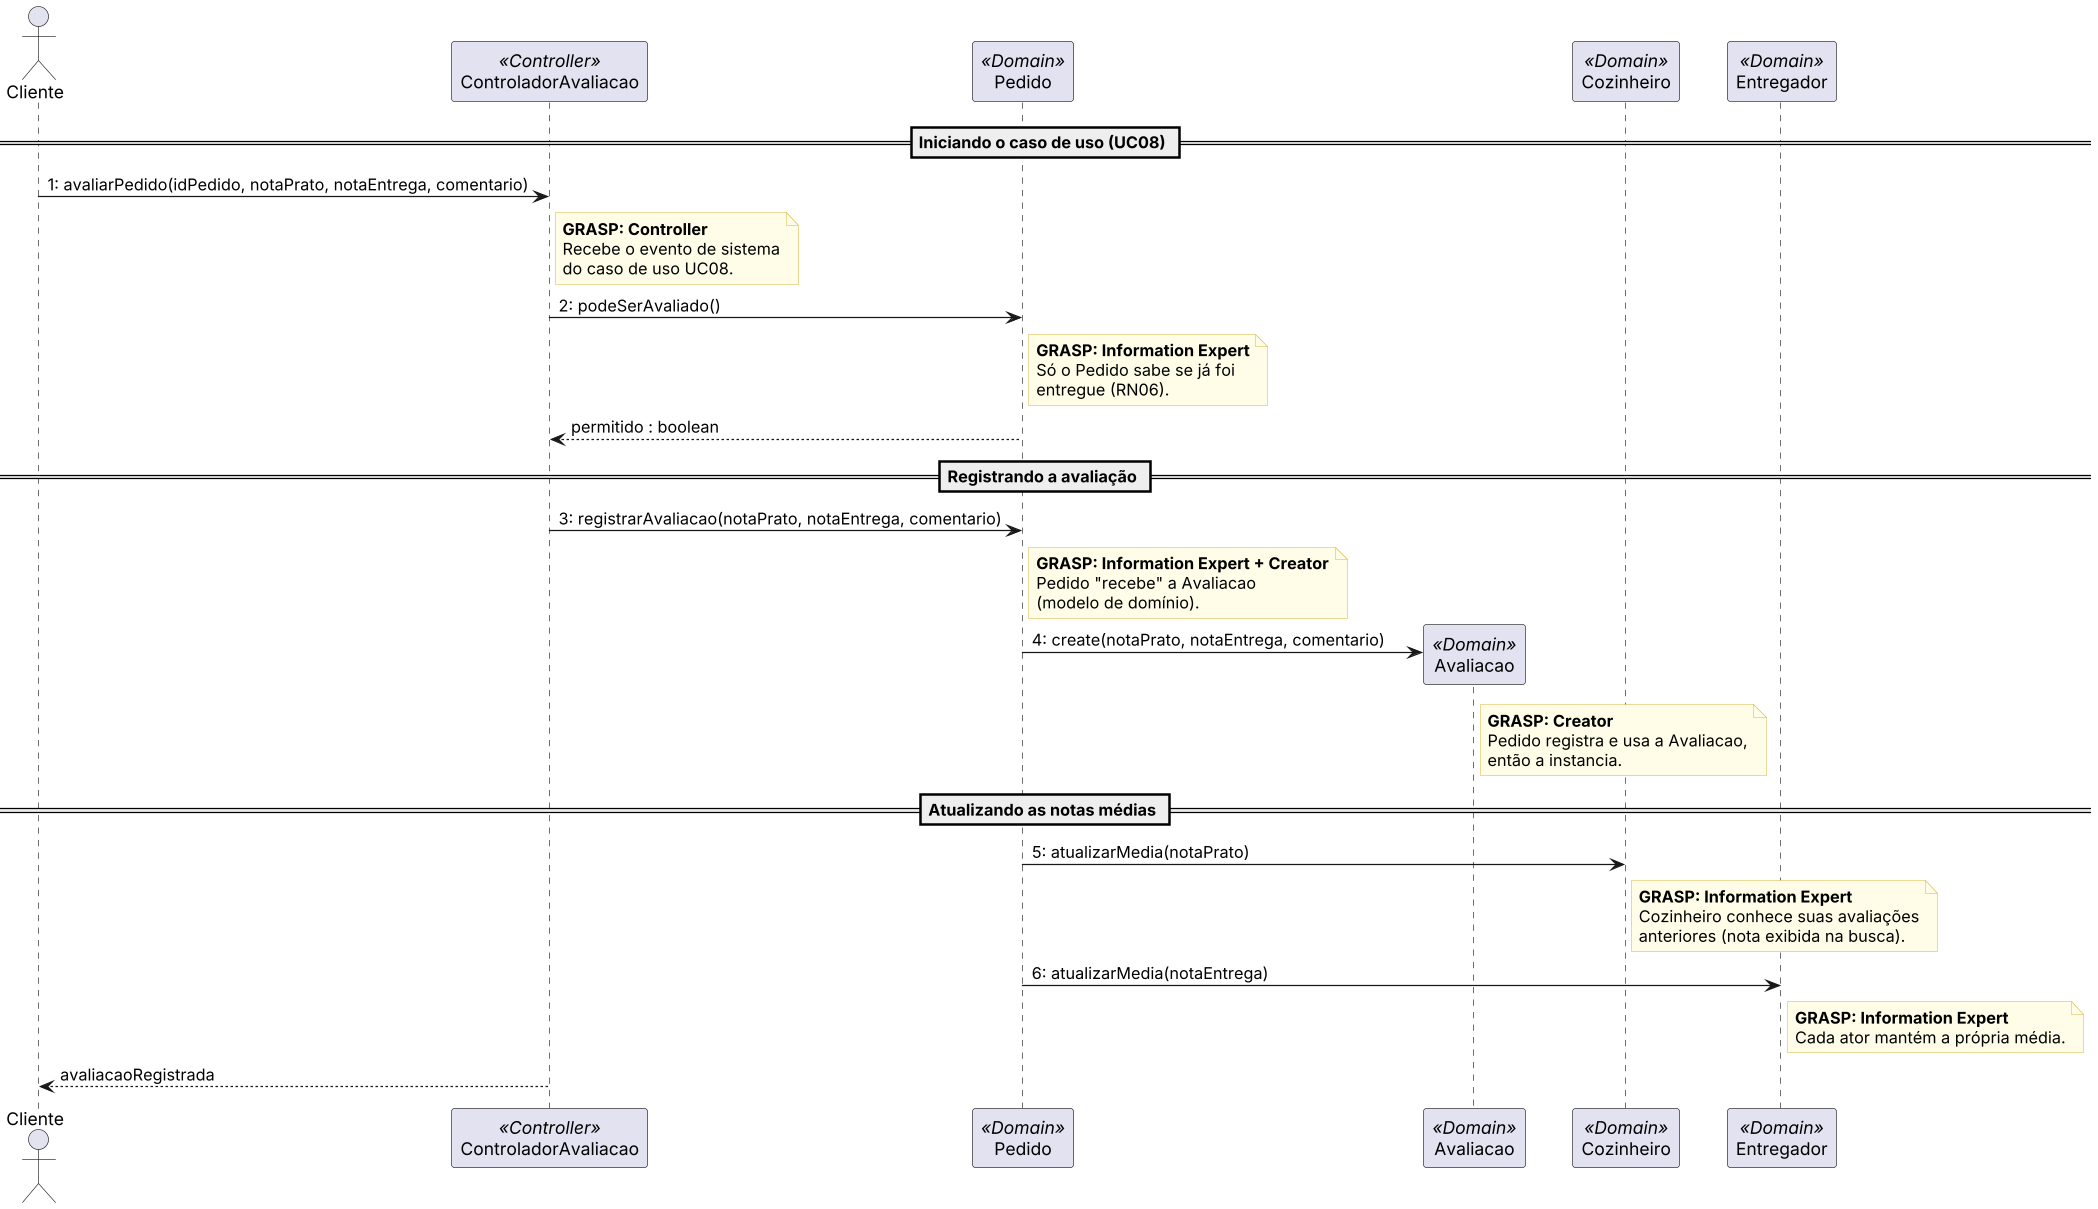 Cliente
«Controller»
ControladorAvaliacao
«Domain»
Pedido
«Domain»
Cozinheiro
«Domain»
Entregador
Iniciando o caso de uso (UC08)
1: avaliarPedido(idPedido, notaPrato, notaEntrega, comentario)
GRASP: Controller
Recebe o evento de sistema
do caso de uso UC08.
2: podeSerAvaliado()
GRASP: Information Expert
Só o Pedido sabe se já foi
entregue (RN06).
permitido : boolean
Registrando a avaliação
3: registrarAvaliacao(notaPrato, notaEntrega, comentario)
GRASP: Information Expert + Creator
Pedido "recebe" a Avaliacao
(modelo de domínio).
4: create(notaPrato, notaEntrega, comentario)
«Domain»
Avaliacao
GRASP: Creator
Pedido registra e usa a Avaliacao,
então a instancia.
Atualizando as notas médias
5: atualizarMedia(notaPrato)
GRASP: Information Expert
Cozinheiro conhece suas avaliações
anteriores (nota exibida na busca).
6: atualizarMedia(notaEntrega)
GRASP: Information Expert
Cada ator mantém a própria média.
avaliacaoRegistrada
Cliente
«Controller»
ControladorAvaliacao
«Domain»
Pedido
«Domain»
Avaliacao
«Domain»
Cozinheiro
«Domain»
Entregador